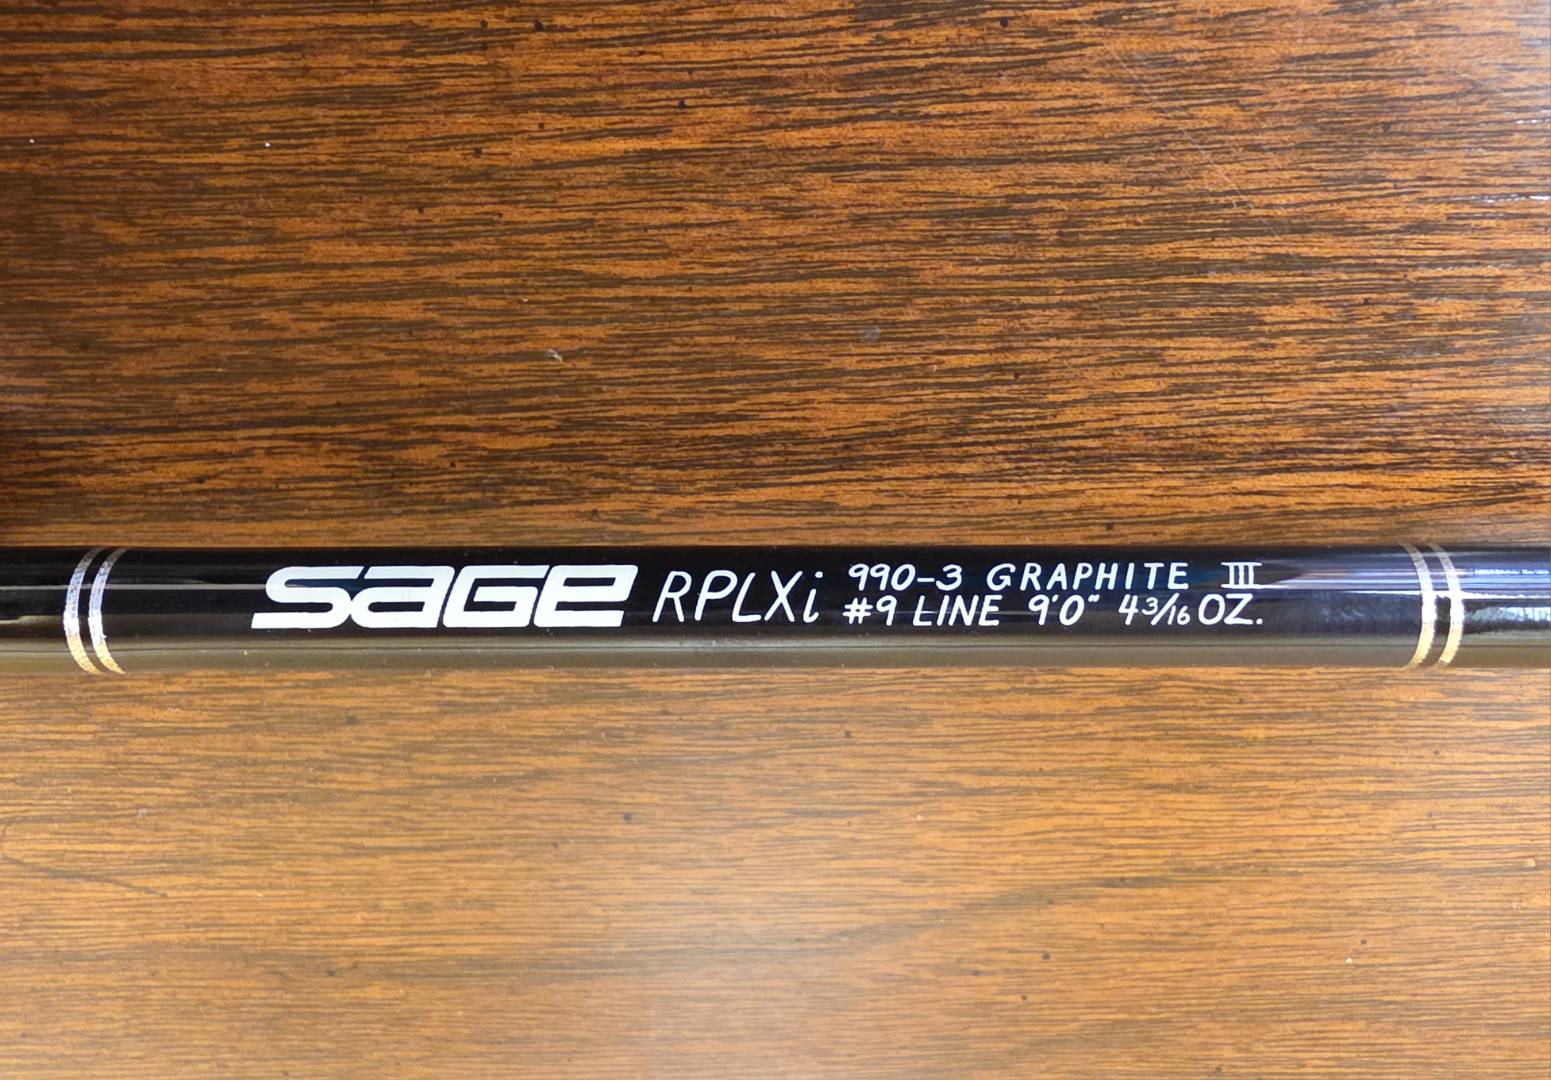 SAGE RPLXi 990-3 GRAPHITE III
#9 LINE 9'0" 4 3/16 OZ.